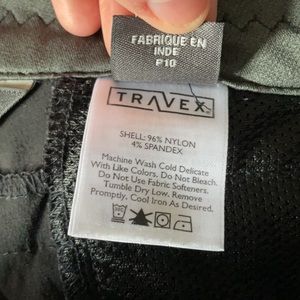 FABRIQUÉ EN
INDE
P10
TRAVEX
SHELL: 96% NYLON
4% SPANDEX
Machine Wash Cold Delicate
With Like Colors, Do Not Bleach.
Do Not Use Fabric Softeners.
Tumble Dry Low. Remove
Promptly. Cool Iron As Desired.